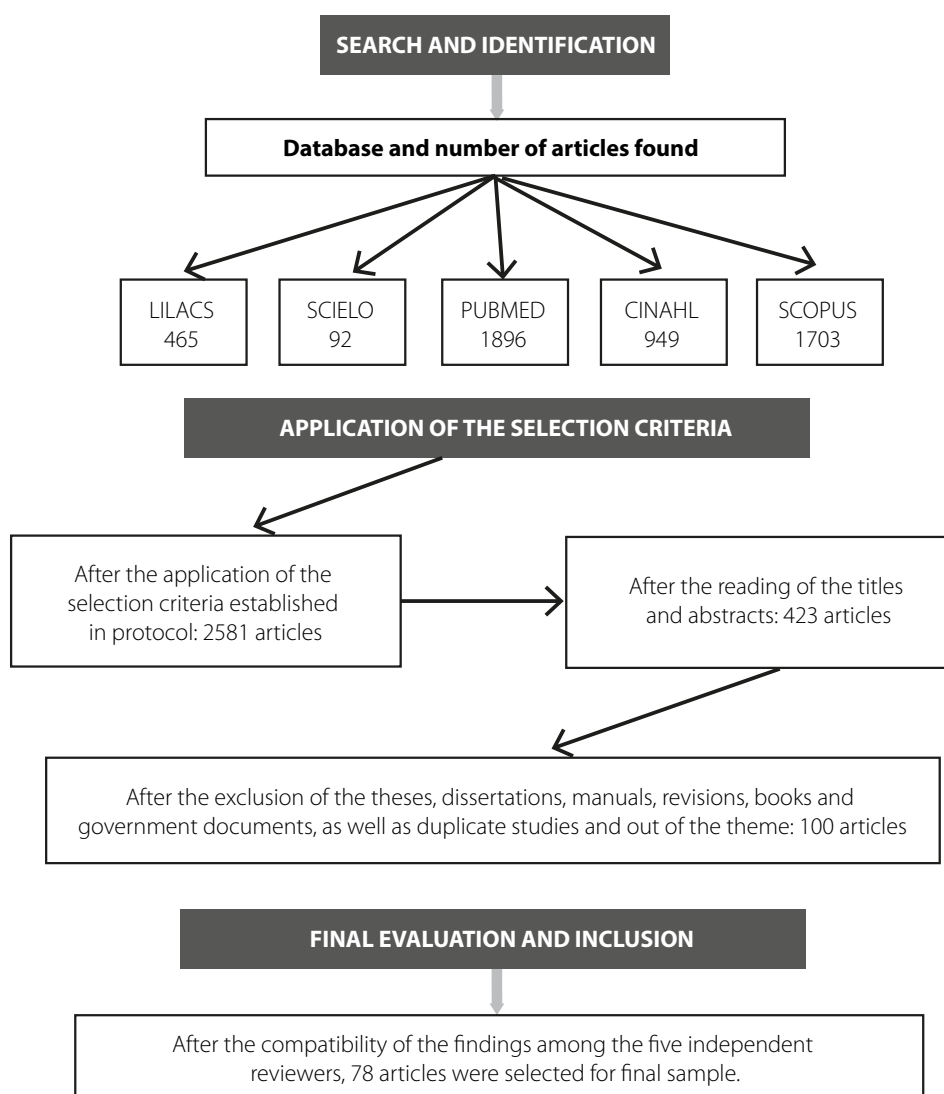 SEARCH AND IDENTIFICATION
Database and number of articles found
LILACS
465
SCIELO
92
PUBMED
1896
CINAHL
949
SCOPUS
1703
APPLICATION OF THE SELECTION CRITERIA
After the application of the
selection criteria established
in protocol: 2581 articles
After the reading of the titles
and abstracts: 423 articles
After the exclusion of the theses, dissertations, manuals, revisions, books and
government documents, as well as duplicate studies and out of the theme: 100 articles
FINAL EVALUATION AND INCLUSION
After the compatibility of the findings among the five independent
reviewers, 78 articles were selected for final sample.